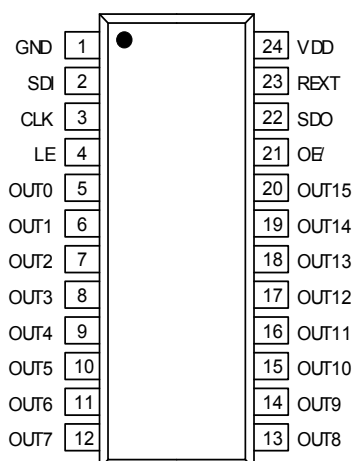 GND 1 24 VDD
SDI 2 23 REXT
CLK 3 22 SDO
LE 4 21 OE/
OUT0 5 20 OUT15
OUT1 6 19 OUT14
OUT2 7 18 OUT13
OUT3 8 17 OUT12
OUT4 9 16 OUT11
OUT5 10 15 OUT10
OUT6 11 14 OUT9
OUT7 12 13 OUT8